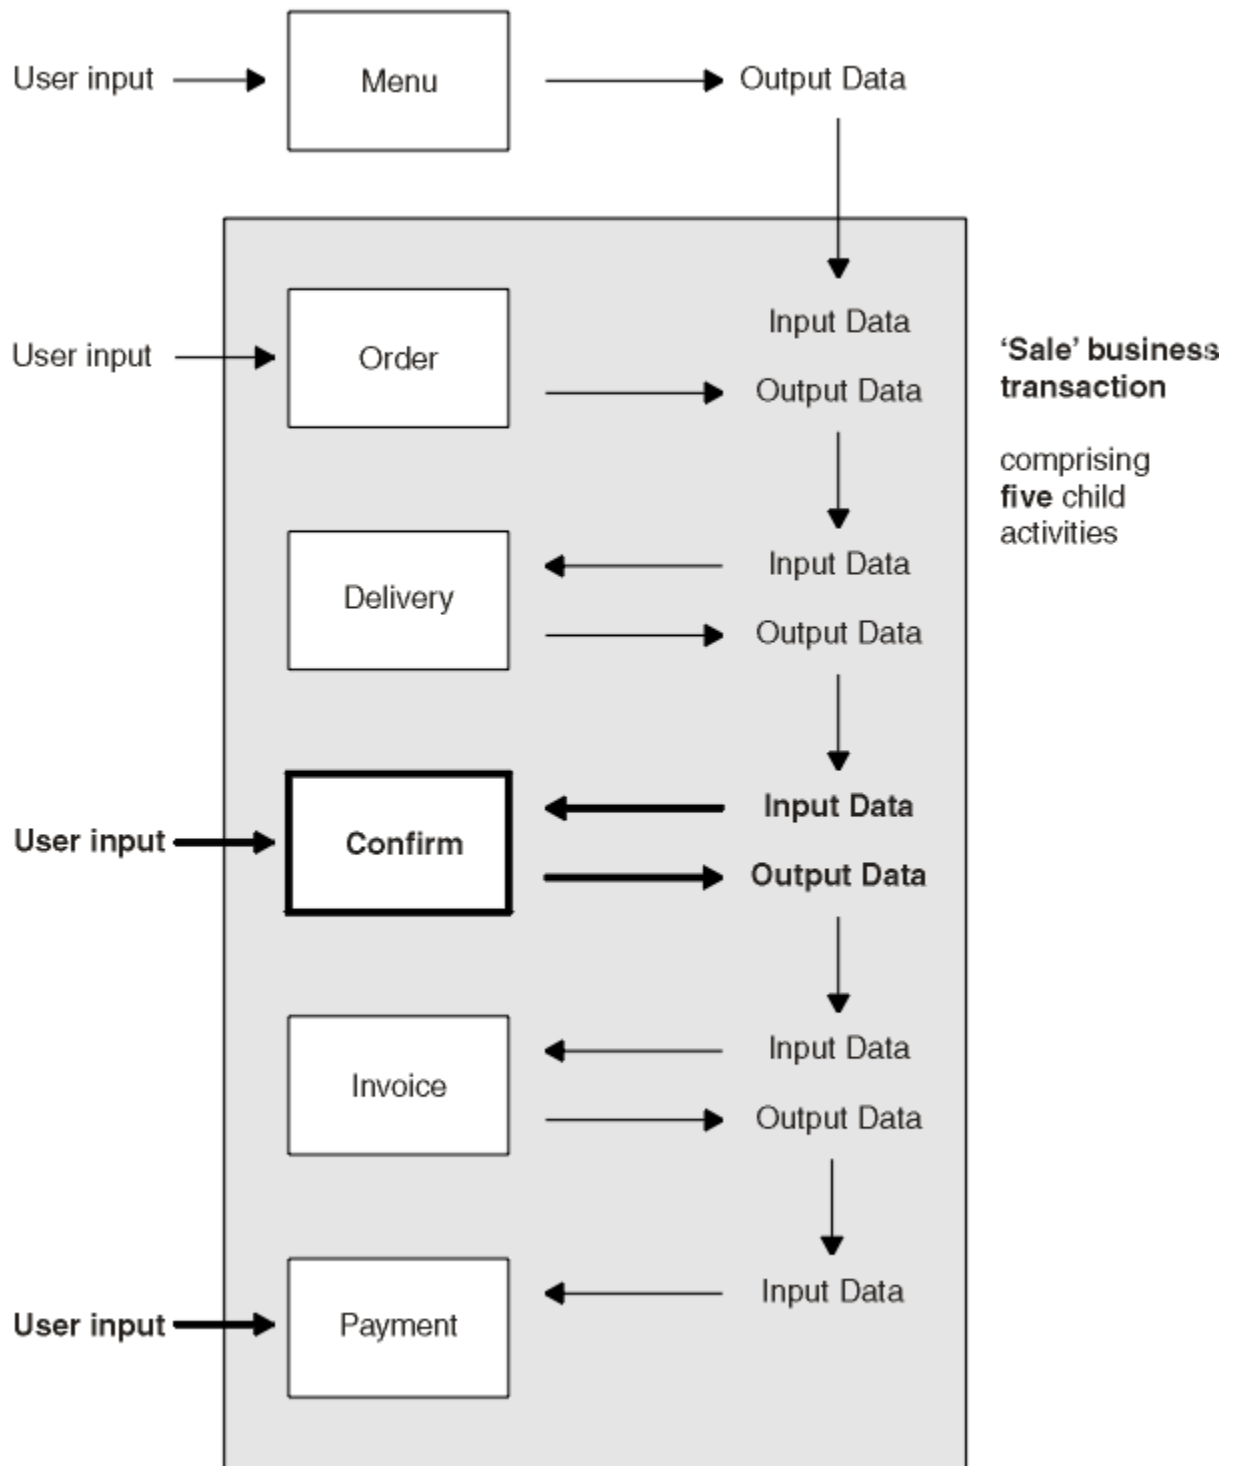 User input
Menu
Output Data
Input Data
User input
Order
Output Data
‘Sale’ business
transaction
comprising
five child
activities
Delivery
Input Data
Output Data
User input
Confirm
Input Data
Output Data
Invoice
Input Data
Output Data
User input
Payment
Input Data